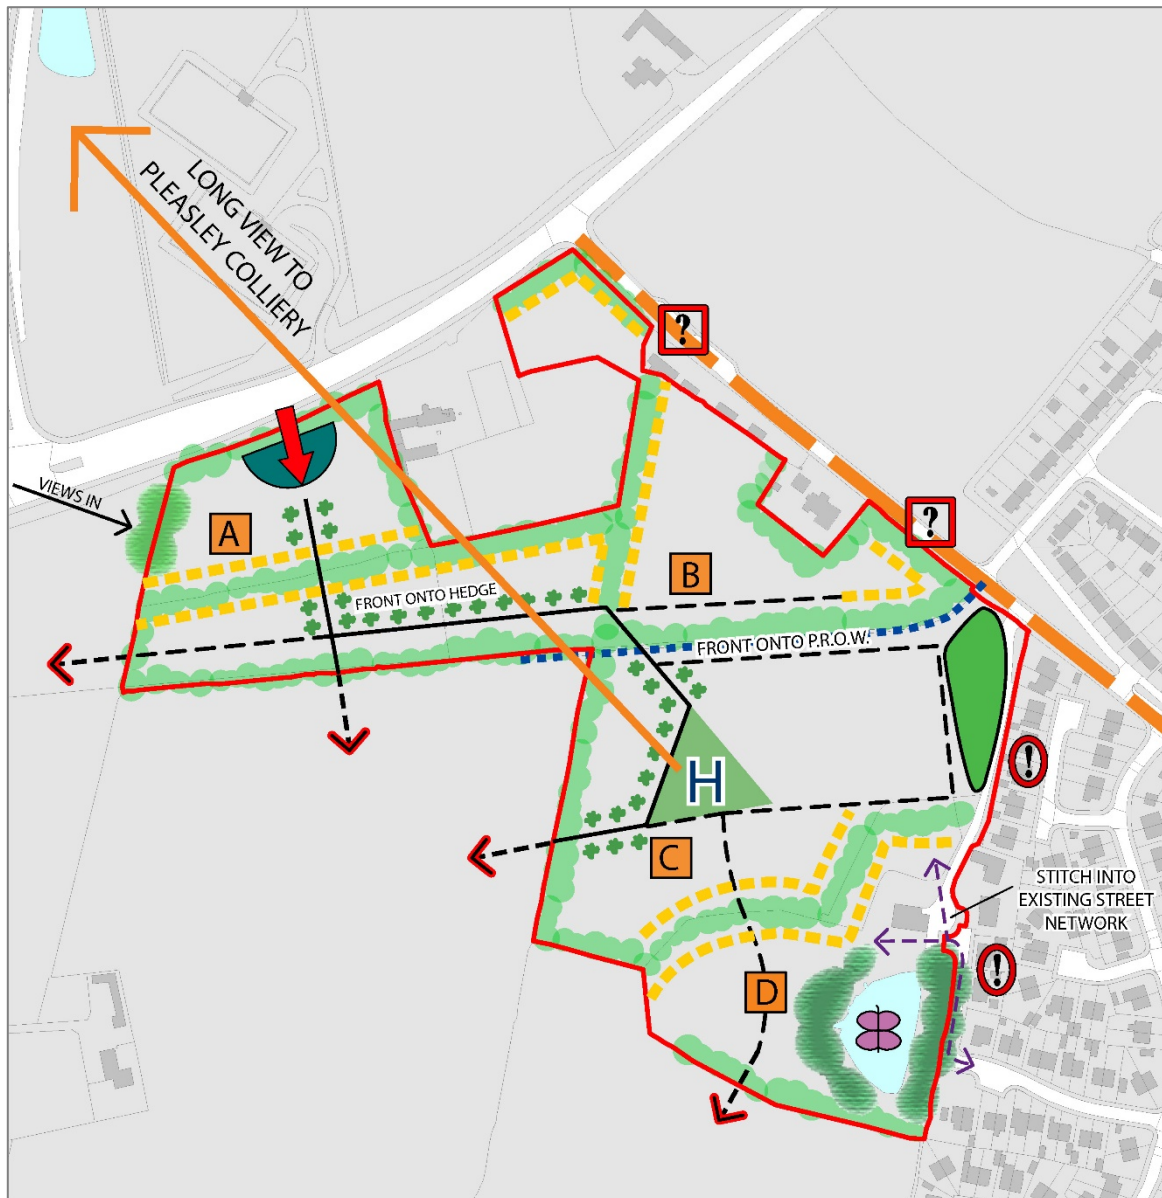 LONG VIEW TO
PLEASLEY COLLIERY
?
VIEWS IN
A
?
B
FRONT ONTO HEDGE
FRONT ONTO P.R.O.W.
!
H
C
STITCH INTO
EXISTING STREET
NETWORK
!
D